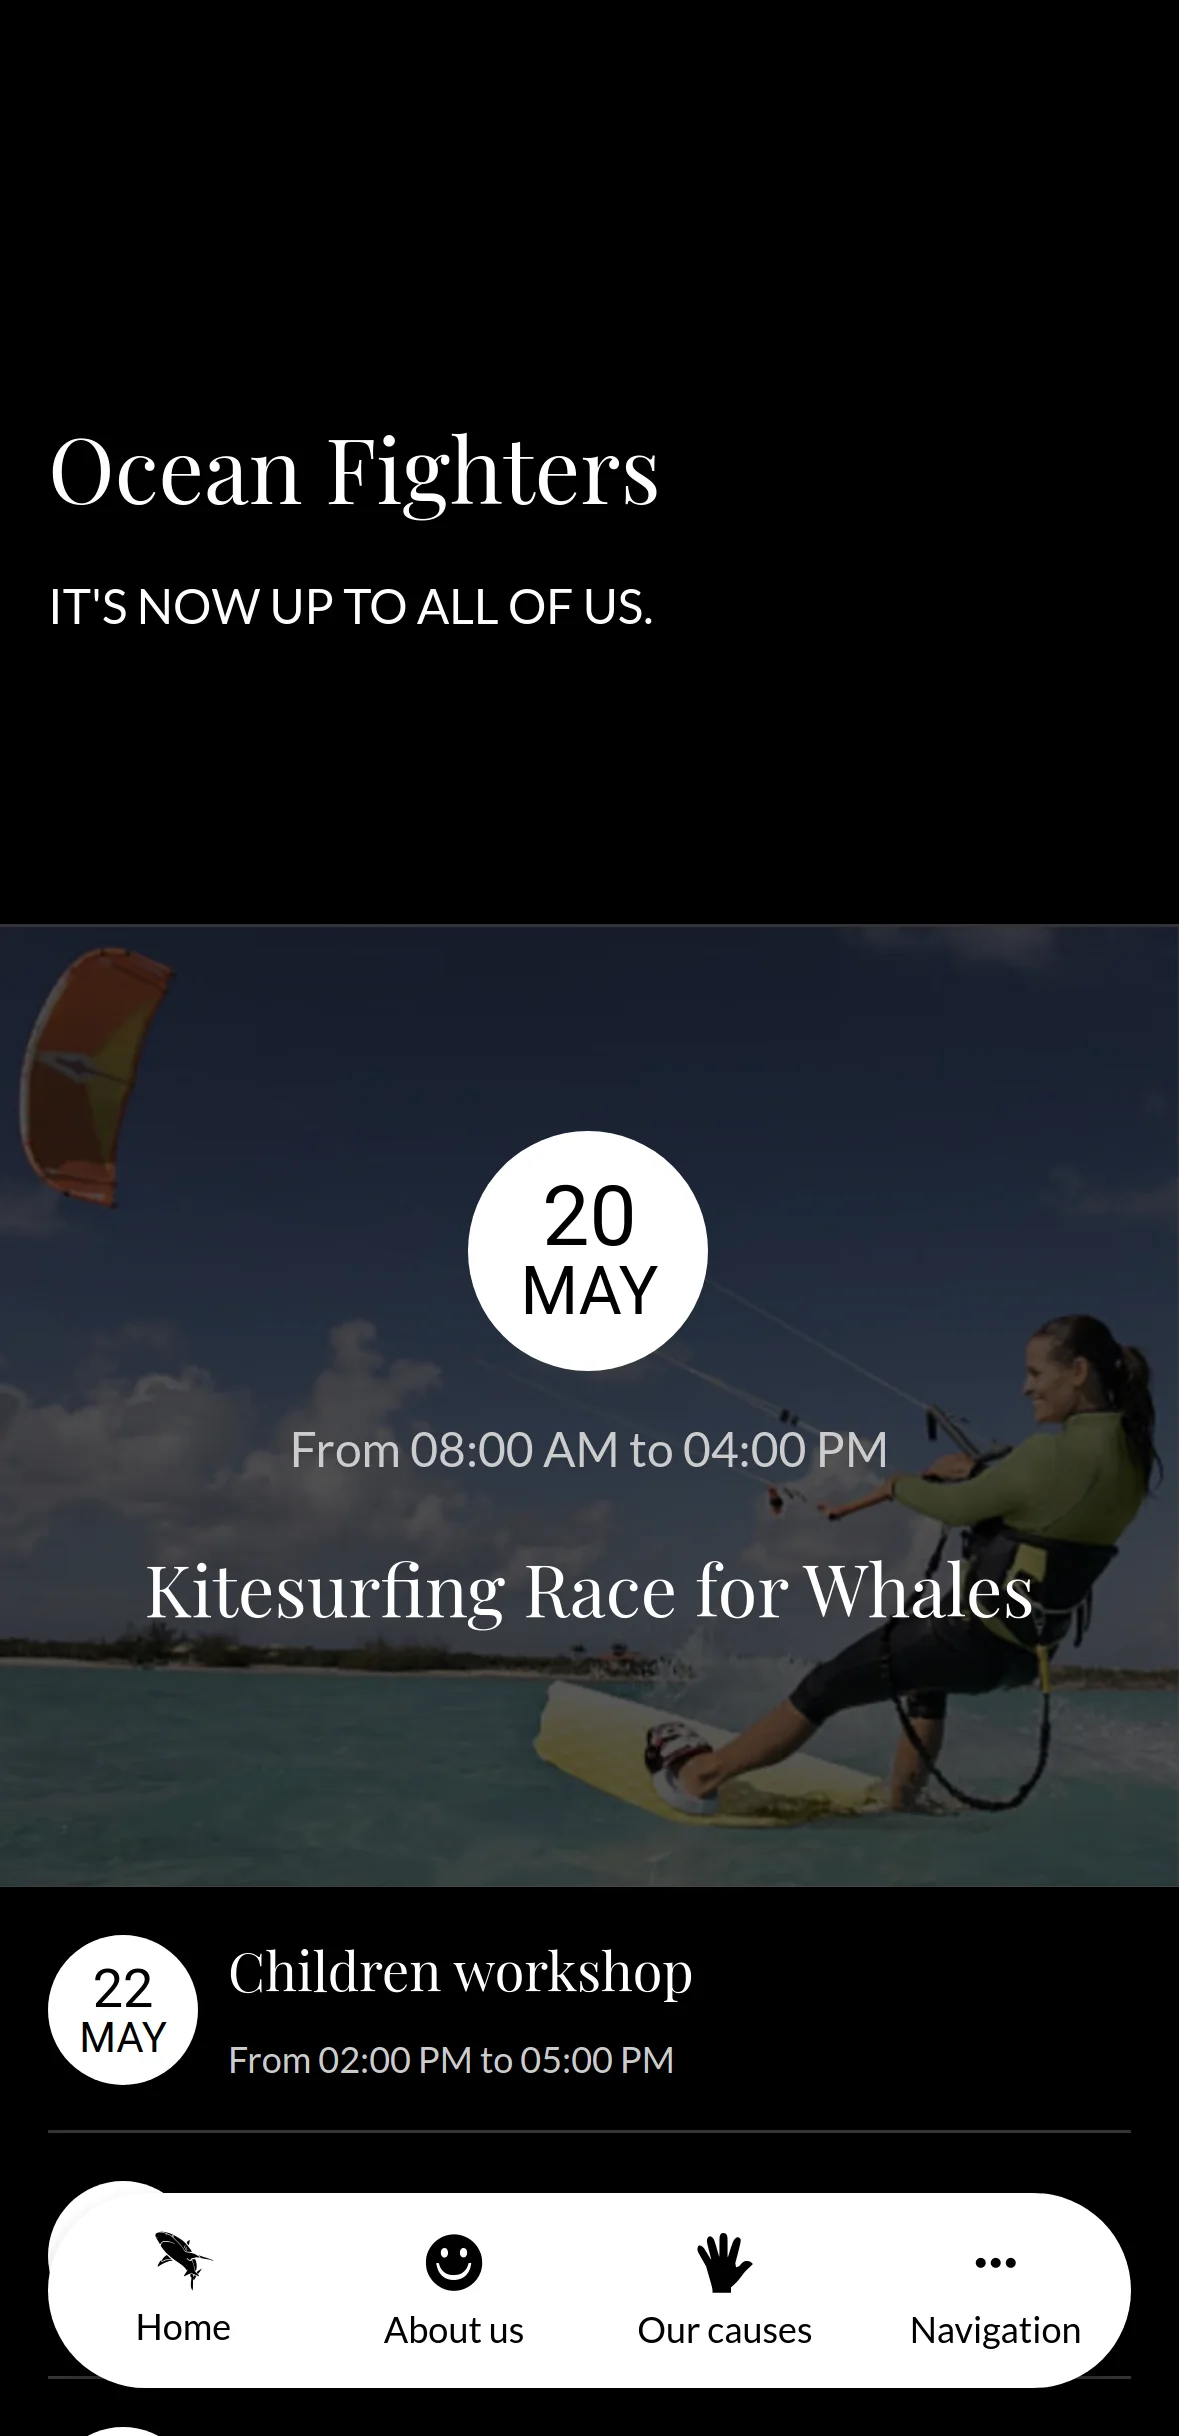 Ocean Fighters
IT'S NOW UP TO ALL OF US.
20
MAY
From 08:00 AM to 04:00 PM
Kitesurfing Race for Whales
22
MAY
Children workshop
From 02:00 PM to 05:00 PM
Home
About us
Our causes
Navigation